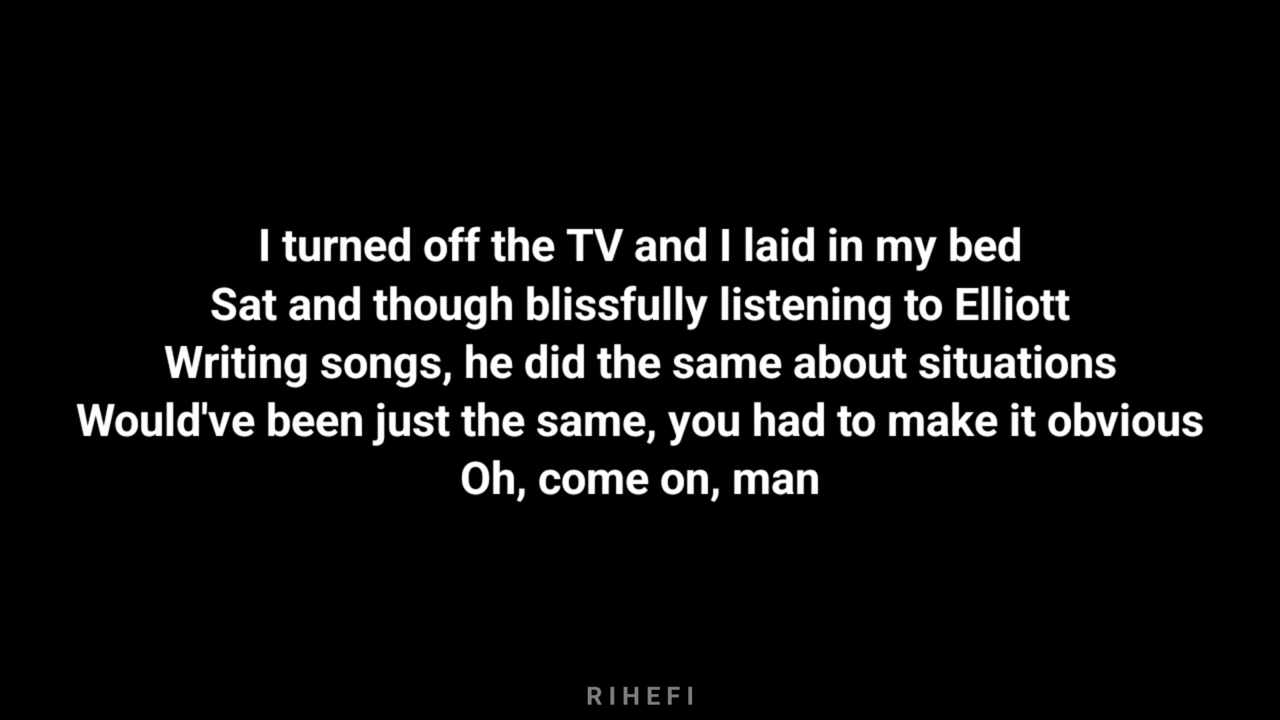 I turned off the TV and I laid in my bed
Sat and though blissfully listening to Elliott
Writing songs, he did the same about situations
Would've been just the same, you had to make it obvious
Oh, come on, man
RIHEFI